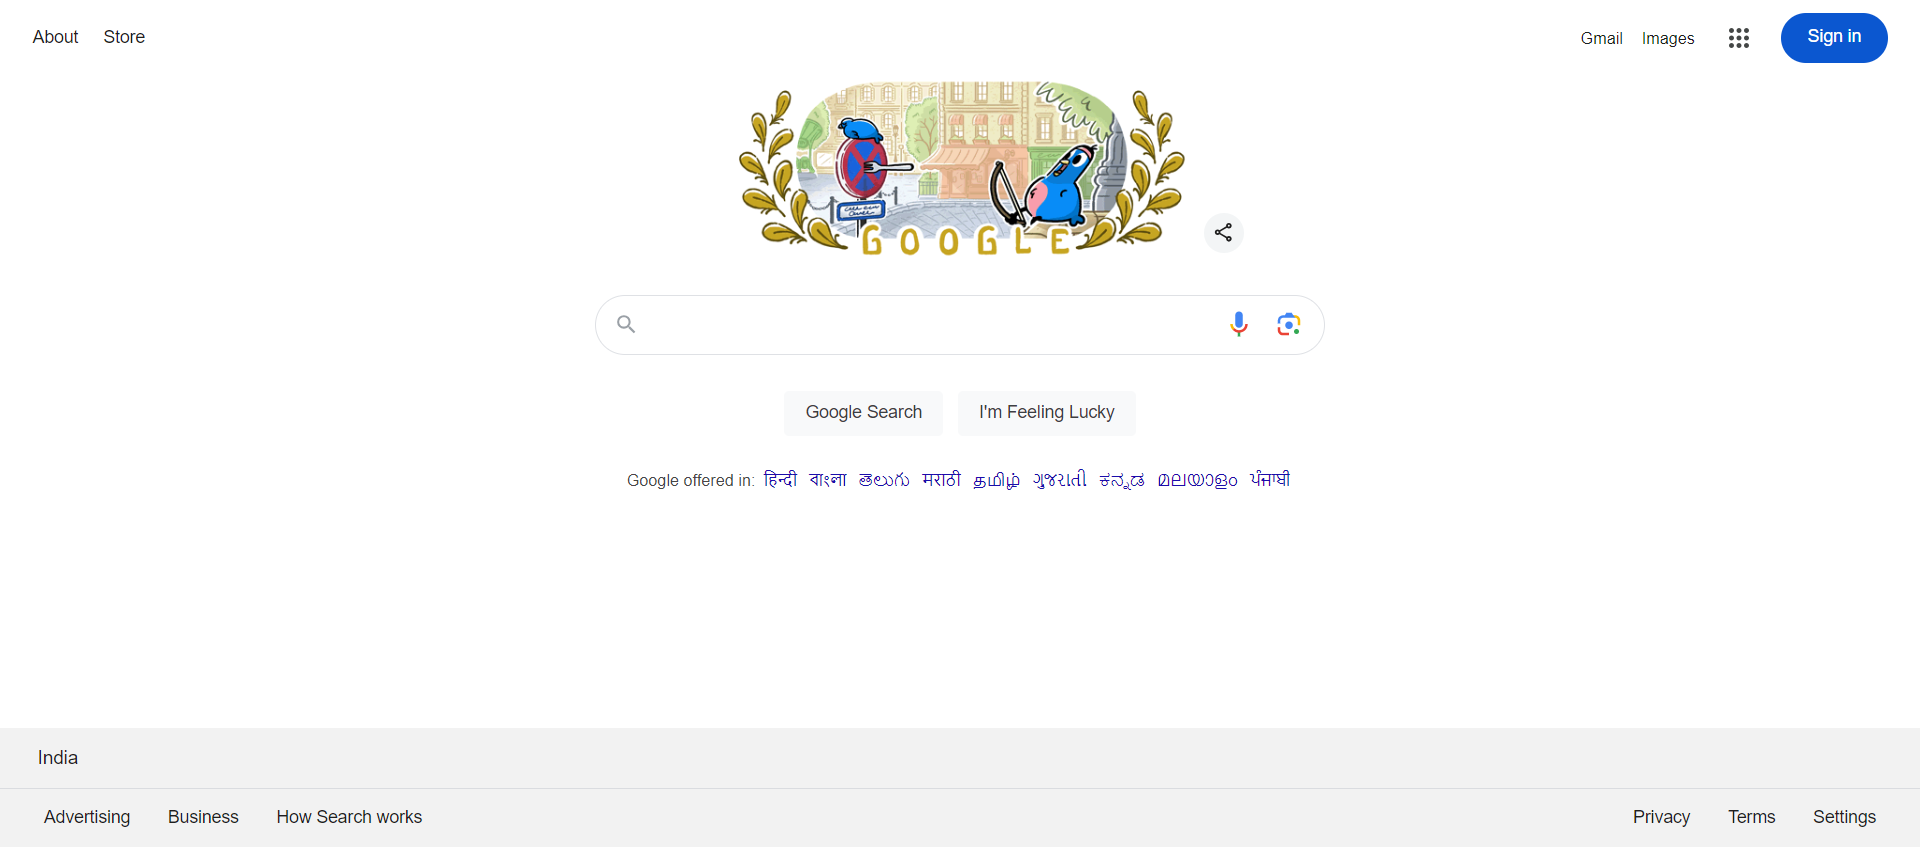 About Store
Gmail Images Sign in
GOOGLE
Google Search I'm Feeling Lucky
Google offered in: हिन्दी বাংলা తెలుగు मराठी தமிழ் ગુજરાતી ಕನ್ನಡ മലയാളം ਪੰਜਾਬੀ
India
Advertising Business How Search works
Privacy Terms Settings